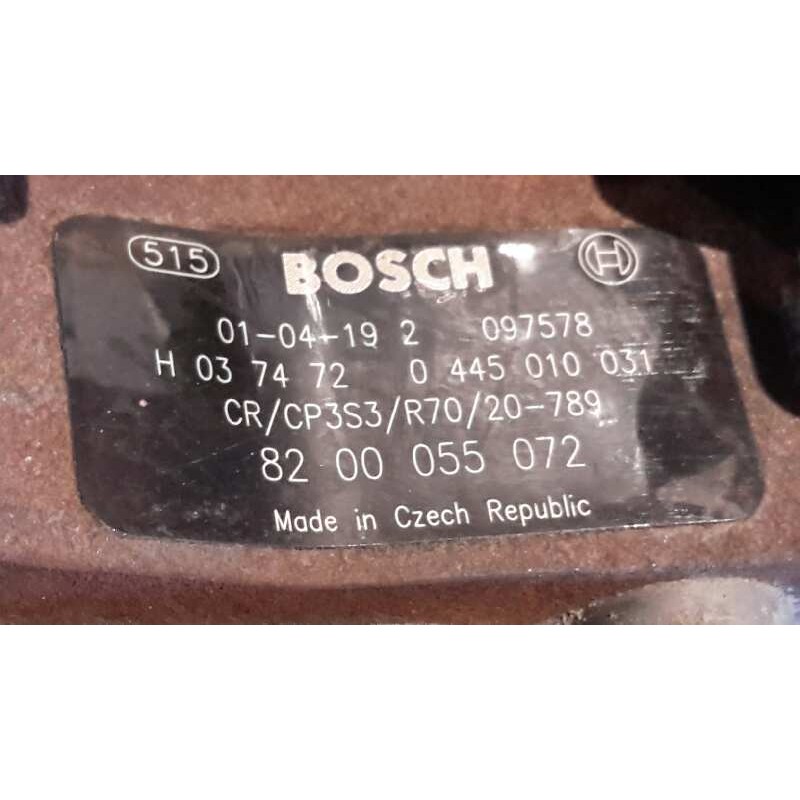 515 BOSCH
01-04-19 2 097578
H 03 74 72 0 445 010 031
CR/CP3S3/R70/20-789
82 00 055 072
Made in Czech Republic